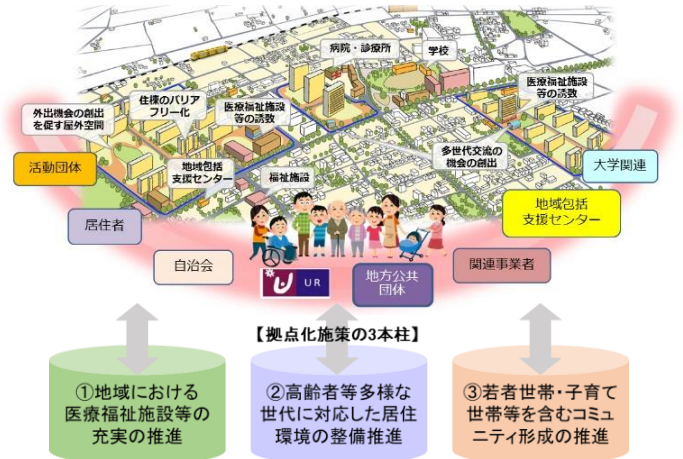 病院・診療所
学校
医療福祉施設
等の誘致
住棟のバリア
フリー化
医療福祉施設
等の誘致
外出機会の創出
を促す屋外空間
活動団体
地域包括
支援センター
福祉施設
多世代交流の
機会の創出
大学関連
居住者
地域包括
支援センター
自治会
UR
地方公共
団体
関連事業者
【拠点化施策の3本柱】
①地域における
医療福祉施設等の
充実の推進
②高齢者等多様な
世代に対応した居住
環境の整備推進
③若者世帯・子育て
世帯等を含むコミュ
ニティ形成の推進